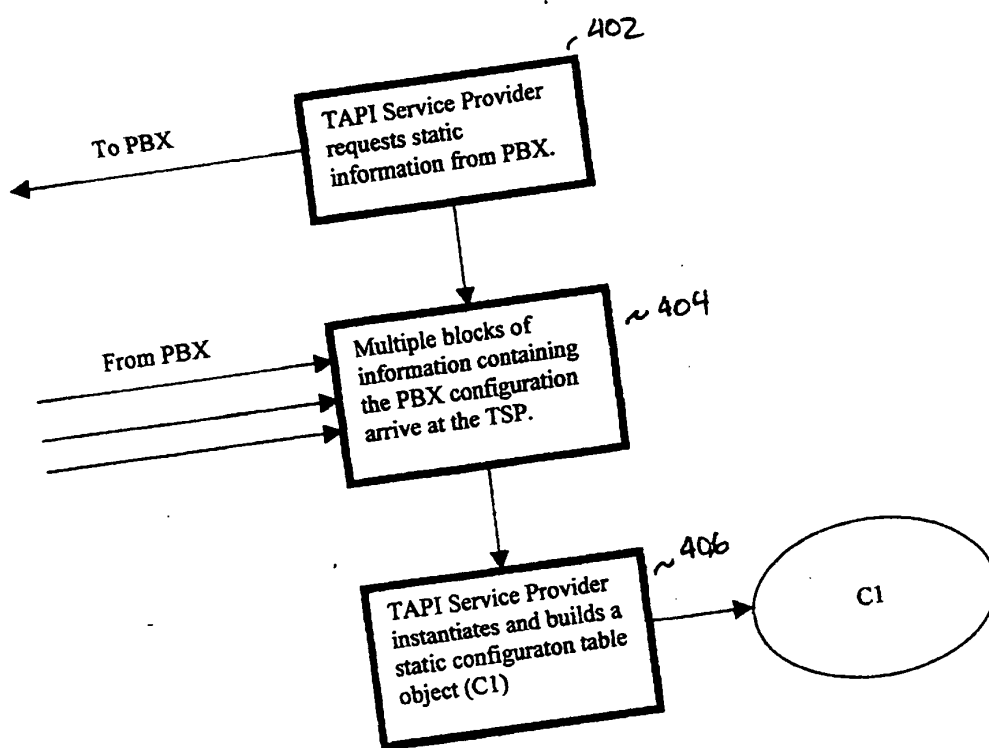 402
TAPI Service Provider
requests static
information from PBX.
To PBX
404
Multiple blocks of
information containing
the PBX configuration
arrive at the TSP.
From PBX
406
TAPI Service Provider
instantiates and builds a
static configuraton table
object (C1)
C1